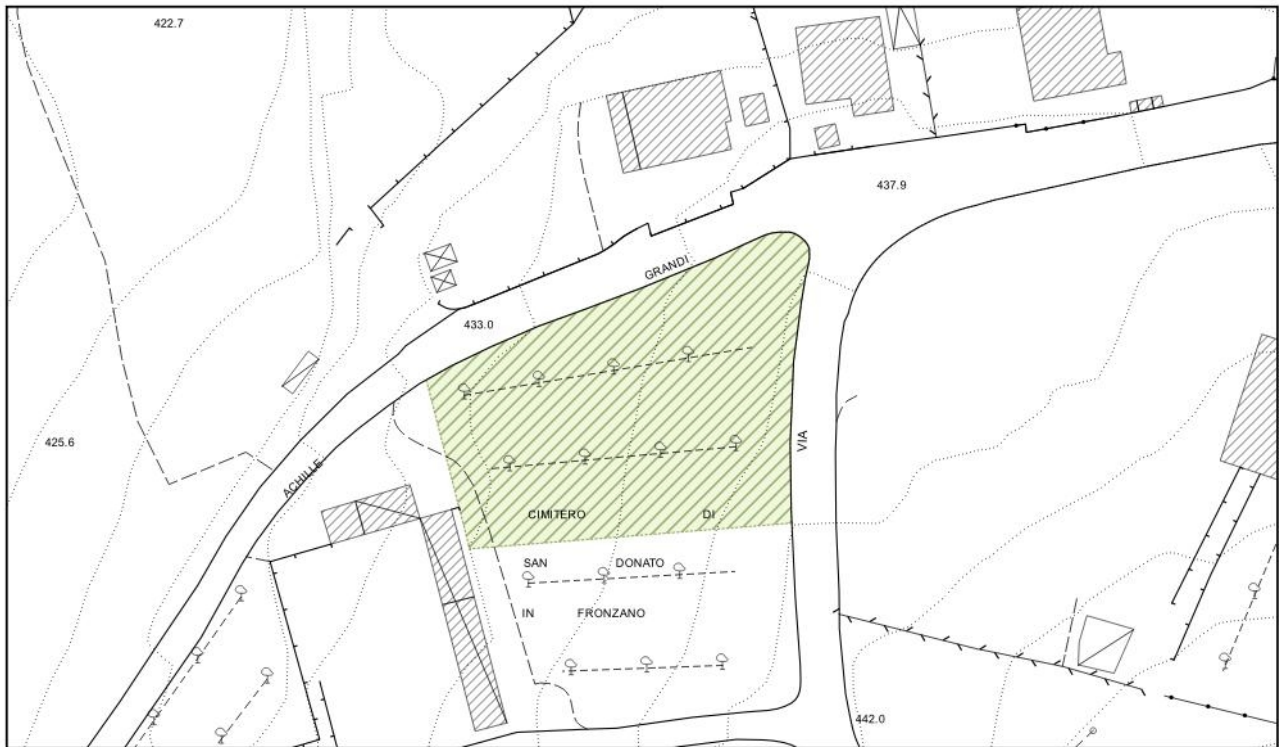 422.7
437.9
GRANDI
433.0
425.6
ACHILLE
VIA
CIMITERO DI
SAN DONATO
IN FRONZANO
442.0